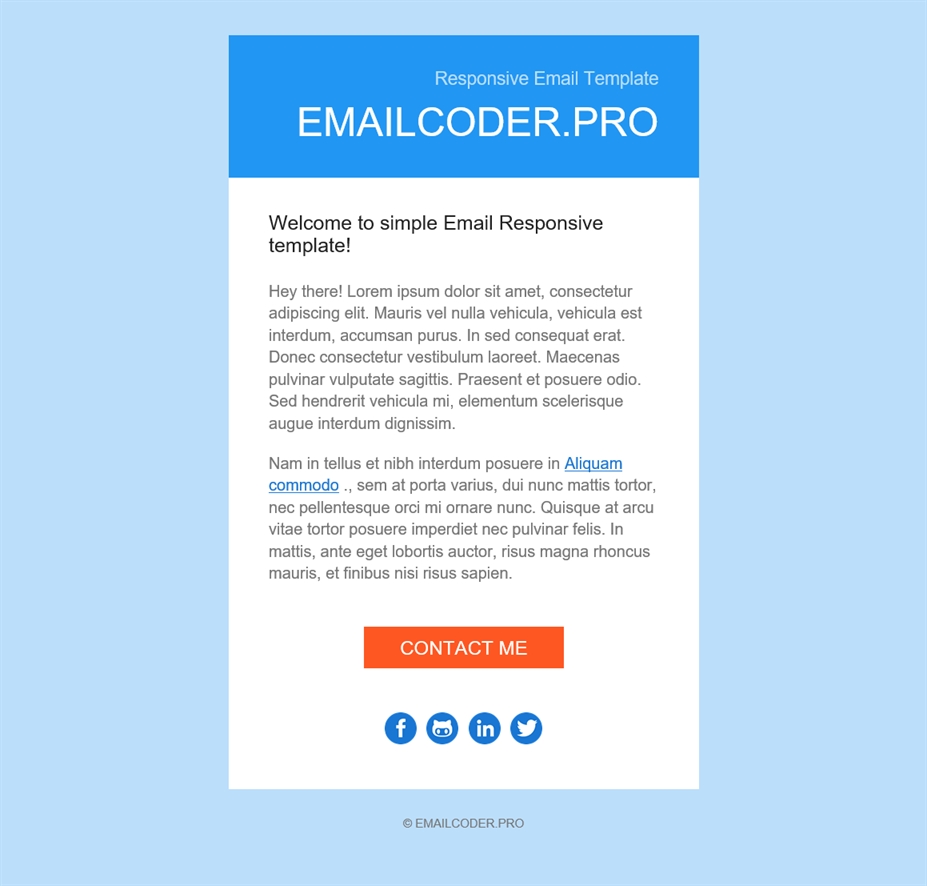 Responsive Email Template
EMAILCODER.PRO
Welcome to simple Email Responsive
template!
Hey there! Lorem ipsum dolor sit amet, consectetur
adipiscing elit. Mauris vel nulla vehicula, vehicula est
interdum, accumsan purus. In sed consequat erat.
Donec consectetur vestibulum laoreet. Maecenas
pulvinar vulputate sagittis. Praesent et posuere odio.
Sed hendrerit vehicula mi, elementum scelerisque
augue interdum dignissim.
Nam in tellus et nibh interdum posuere in Aliquam
commodo ., sem at porta varius, dui nunc mattis tortor,
nec pellentesque orci mi ornare nunc. Quisque at arcu
vitae tortor posuere imperdiet nec pulvinar felis. In
mattis, ante eget lobortis auctor, risus magna rhoncus
mauris, et finibus nisi risus sapien.
CONTACT ME
© EMAILCODER.PRO